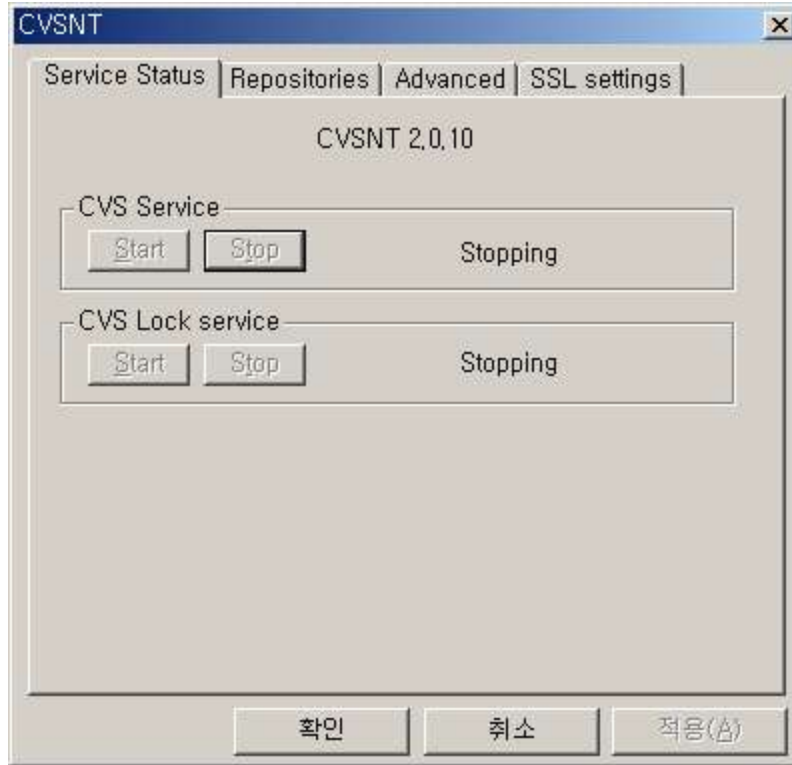 CVSNT
Service Status Repositories Advanced SSL settings
CVSNT 2,0,10
CVS Service
Start Stop Stopping
CVS Lock service
Start Stop Stopping
확인 취소 적용(A)